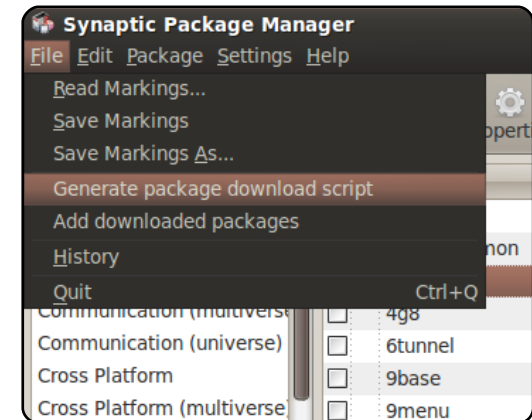 Synaptic Package Manager
File Edit Package Settings Help
Read Markings...
Save Markings
Save Markings As...
Generate package download script
Add downloaded packages
History
Quit Ctrl+Q
Communication (universe)
Cross Platform
Cross Platform (multiverse)
4g8
6tunnel
9base
9menu